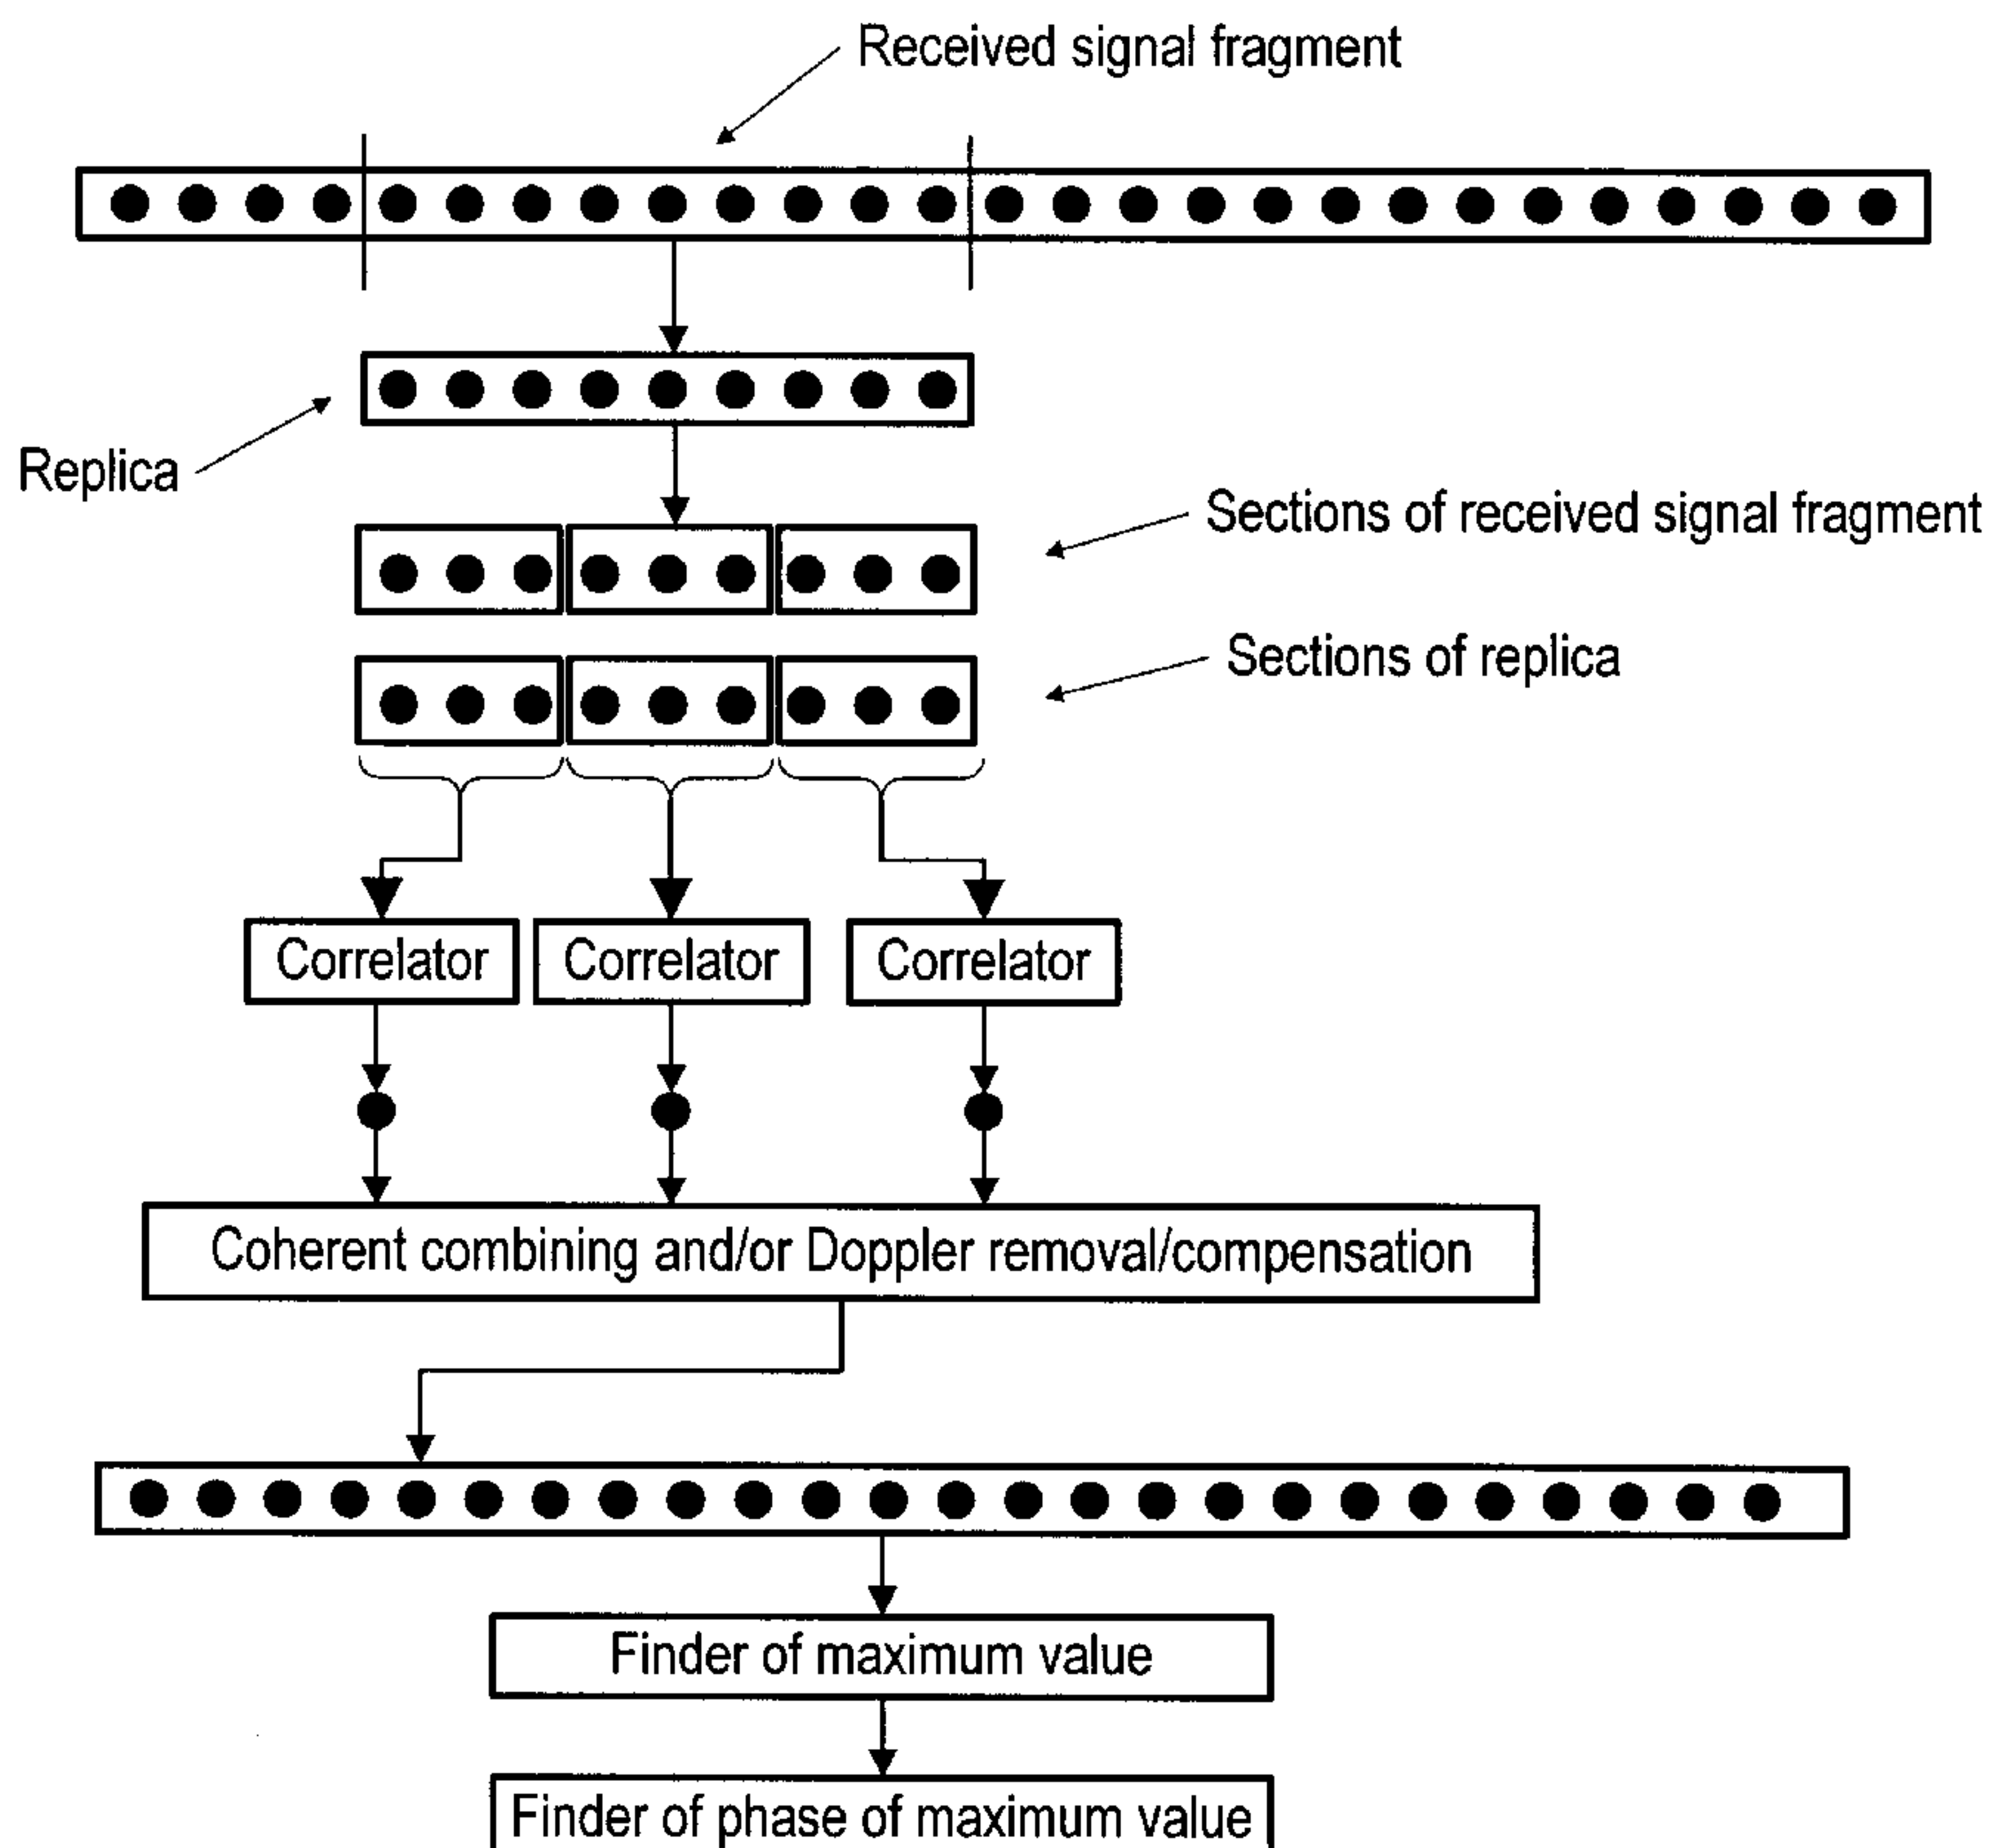 Received signal fragment
Replica
Sections of received signal fragment
Sections of replica
Correlator
Correlator
Correlator
Coherent combining and/or Doppler removal/compensation
Finder of maximum value
Finder of phase of maximum value